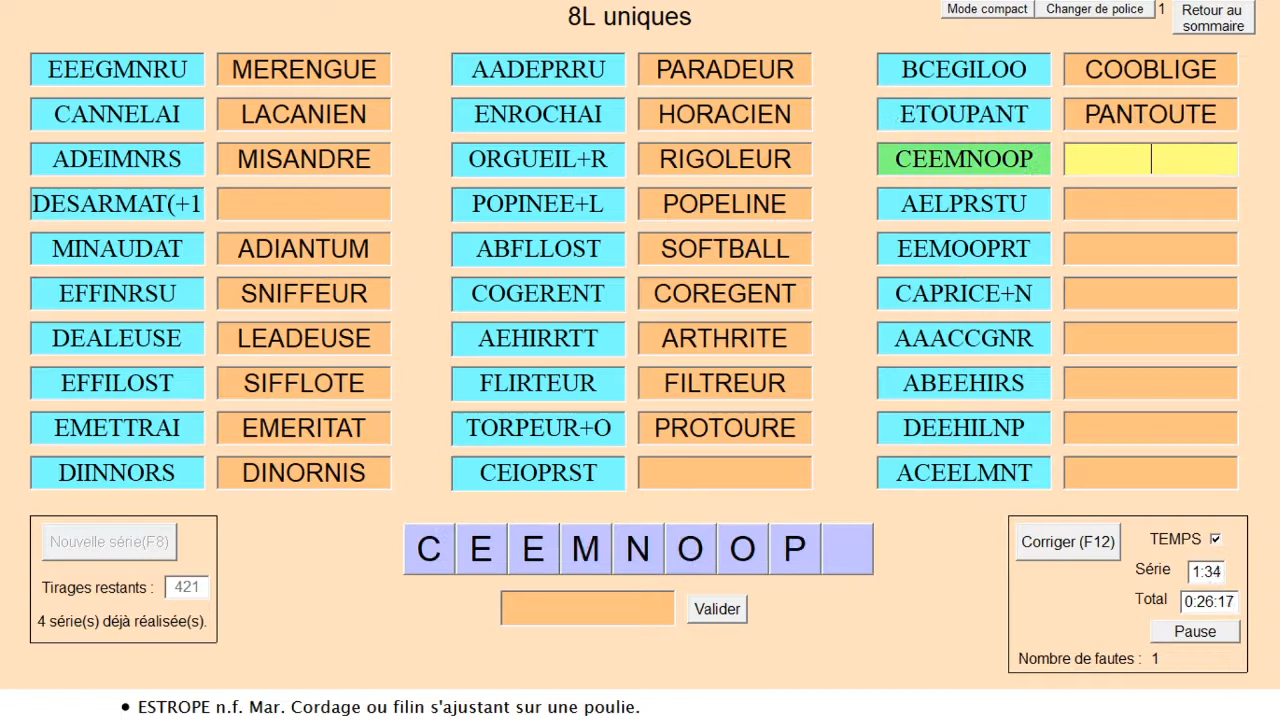 8L uniques
Mode compact Changer de police 1 Retour au sommaire
EEEGMNRU MERENGUE AADEPRRU PARADEUR BCEGILOO COOBLIGE
CANNELAI LACANIEN ENROCHAI HORACIEN ETOUPANT PANTOUTE
ADEIMNRS MISANDRE ORGUEIL+R RIGOLEUR CEEMNOOP
DESARMAT(+1 POPINEE+L POPELINE AELPRSTU
MINAUDAT ADIANTUM ABFLLOST SOFTBALL EEMOOPRT
EFFINRSU SNIFFEUR COGERENT COREGENT CAPRICE+N
DEALEUSE LEADEUSE AEHIRRTT ARTHRITE AAACCGNR
EFFILOST SIFFLOTE FLIRTEUR FILTREUR ABEEHIRS
EMETTRAI EMERITAT TORPEUR+O PROTOURE DEEHILNP
DIINNORS DINORNIS CEIOPRST ACEELMNT
Nouvelle série(F8)
Tirages restants : 421
4 série(s) déjà réalisée(s).
C E E M N O O P
Valider
Corriger (F12) TEMPS
Série 1:34
Total 0:26:17
Pause
Nombre de fautes : 1
• ESTROPE n.f. Mar. Cordage ou filin s'ajustant sur une poulie.